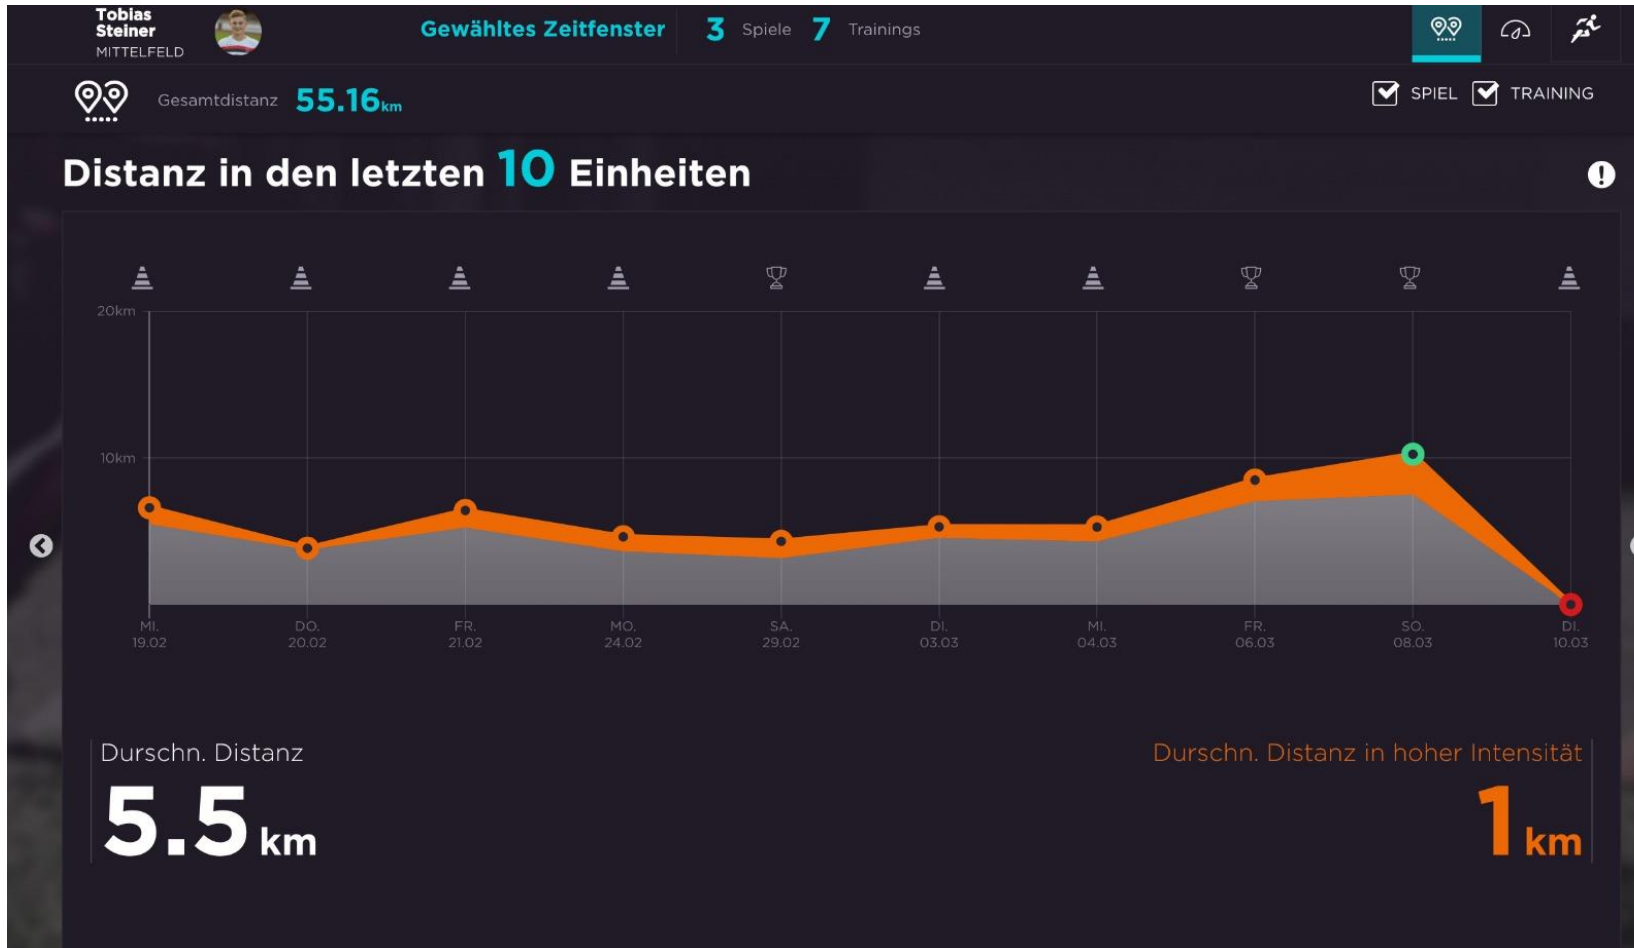 Tobias
Steiner
MITTELFELD
Gewähltes Zeitfenster 3 Spiele 7 Trainings
Gesamtdistanz 55.16km
SPIEL TRAINING
Distanz in den letzten 10 Einheiten
20km
10km
MI. DO. FR. MO. SA. DI. MI. FR. SO. DI.
19.02 20.02 21.02 24.02 29.02 03.03 04.03 06.03 08.03 10.03
Durschn. Distanz
5.5 km
Durschn. Distanz in hoher Intensität
1 km